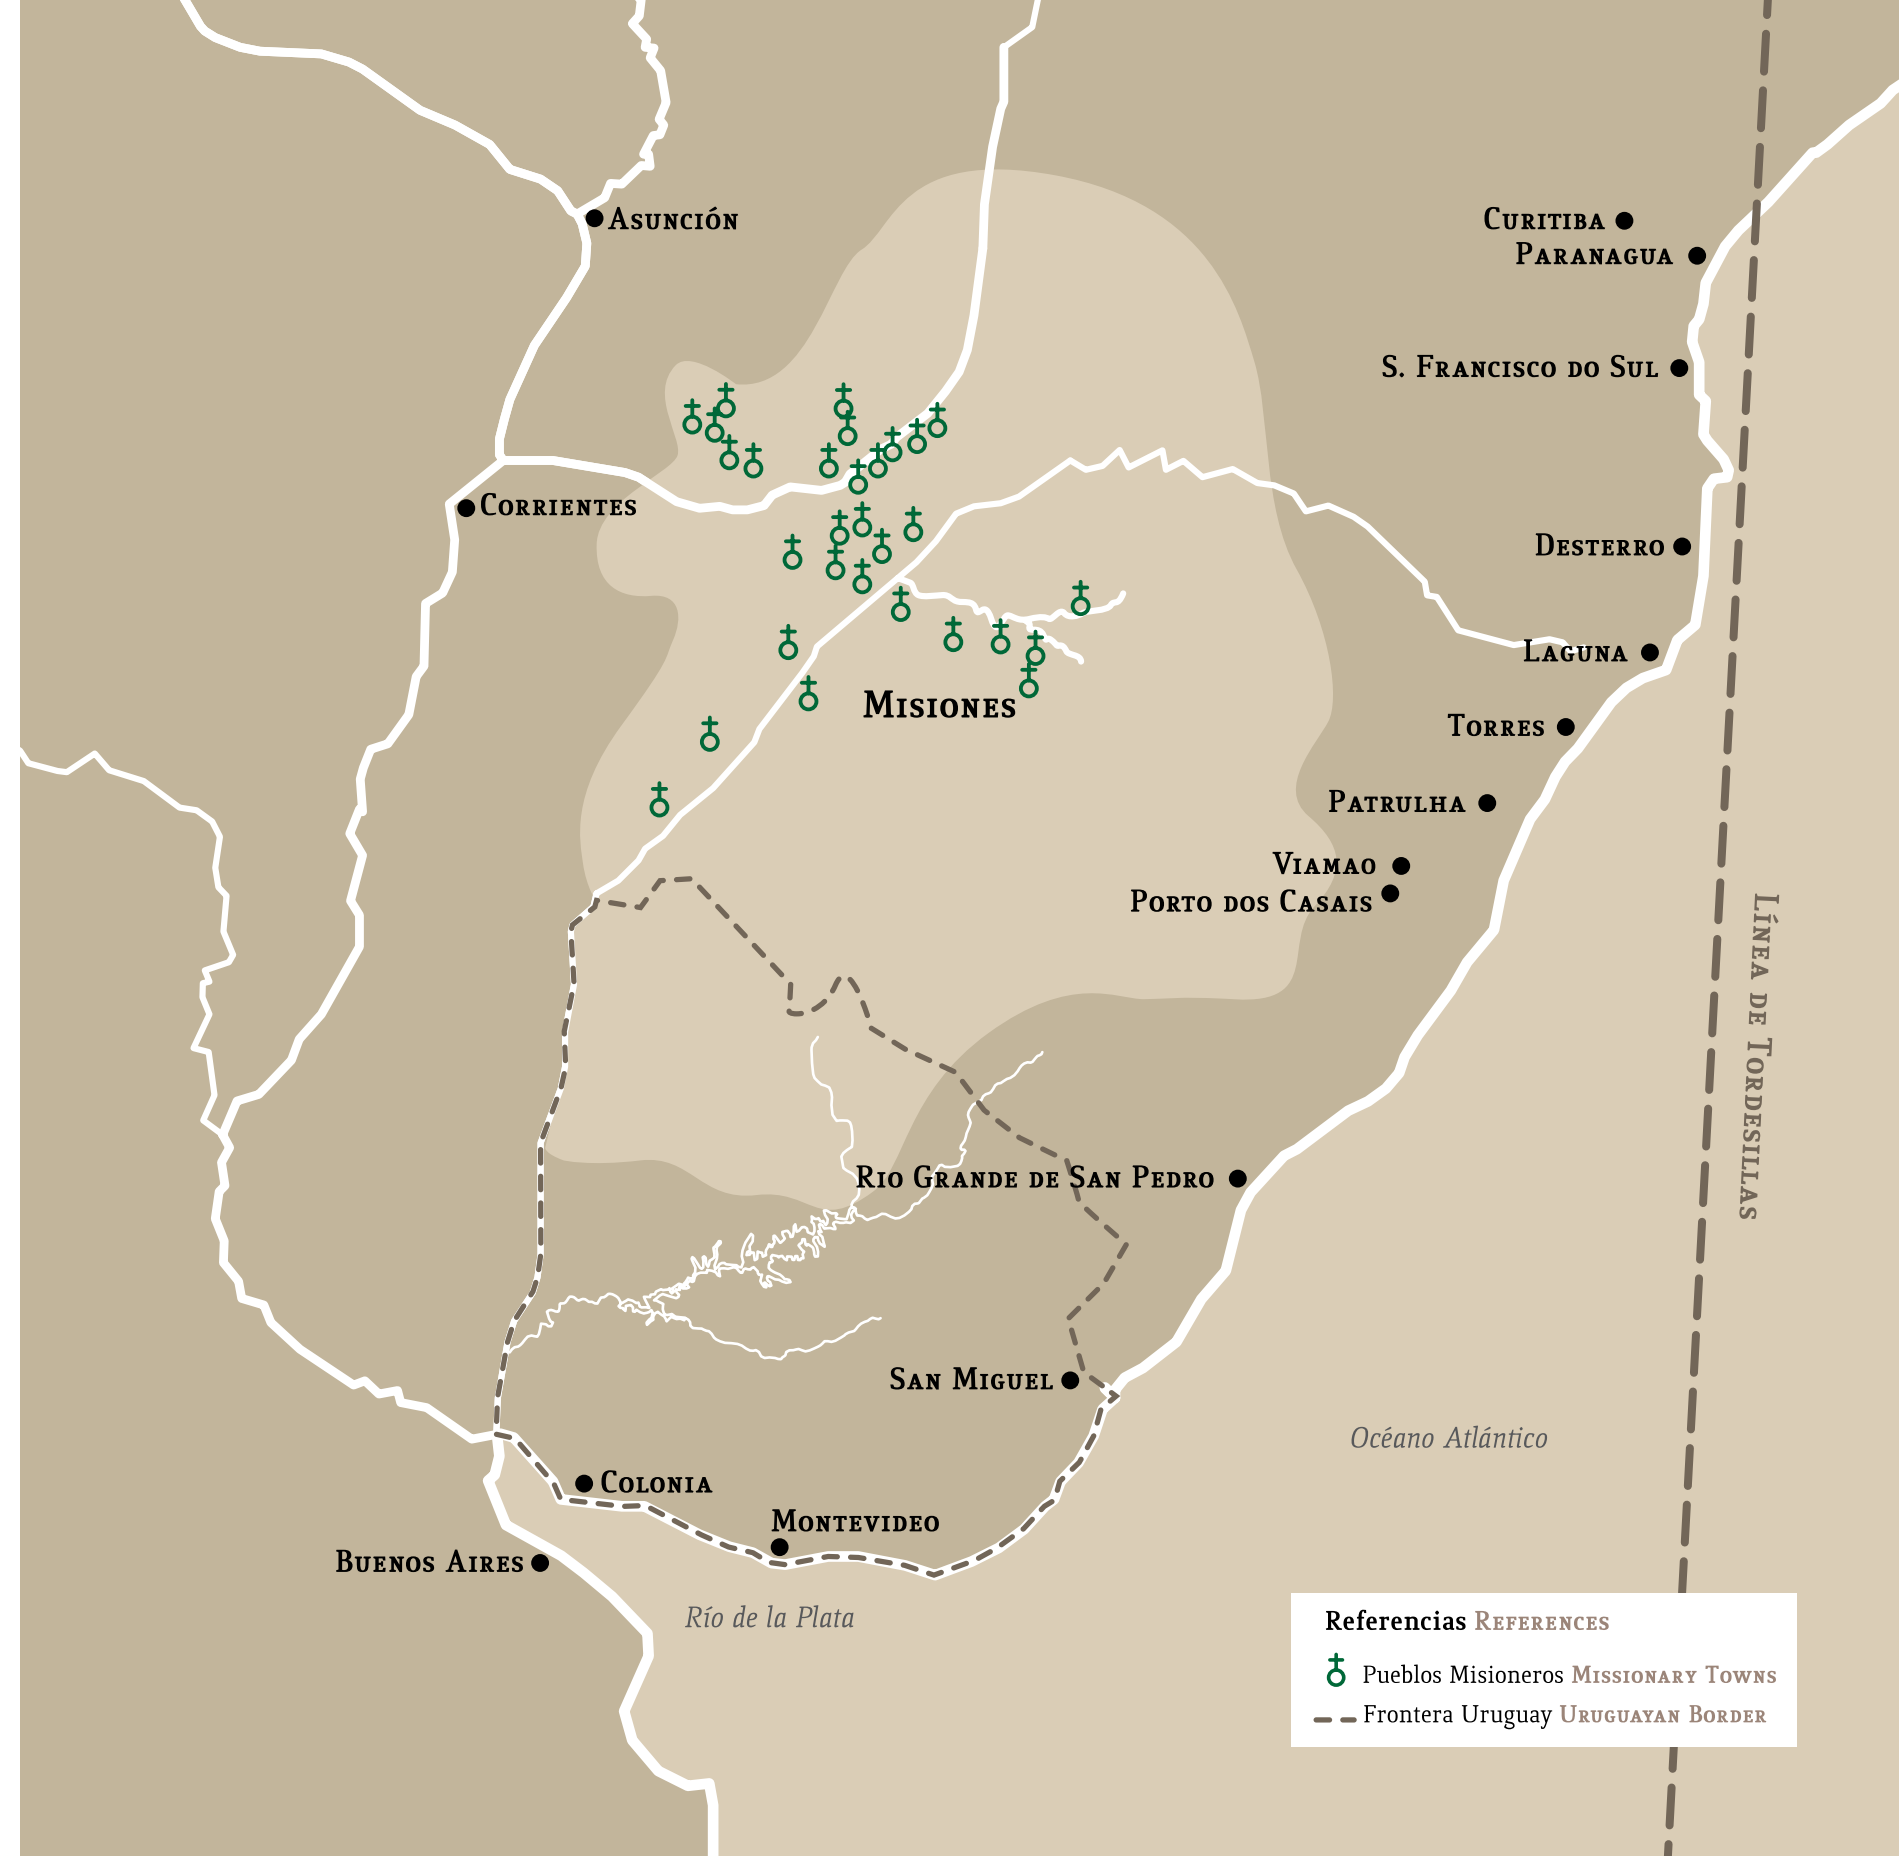 Asunción
Curitiba
Paranagua
S. Francisco do Sul
Corrientes
Desterro
Laguna
Misiones
Torres
Patrulha
Viamao
Porto dos Casais
Línea de Tordesillas
Rio Grande de San Pedro
San Miguel
Océano Atlántico
Colonia
Montevideo
Buenos Aires
Río de la Plata
Referencias References
Pueblos Misioneros Missionary Towns
Frontera Uruguay Uruguayan Border